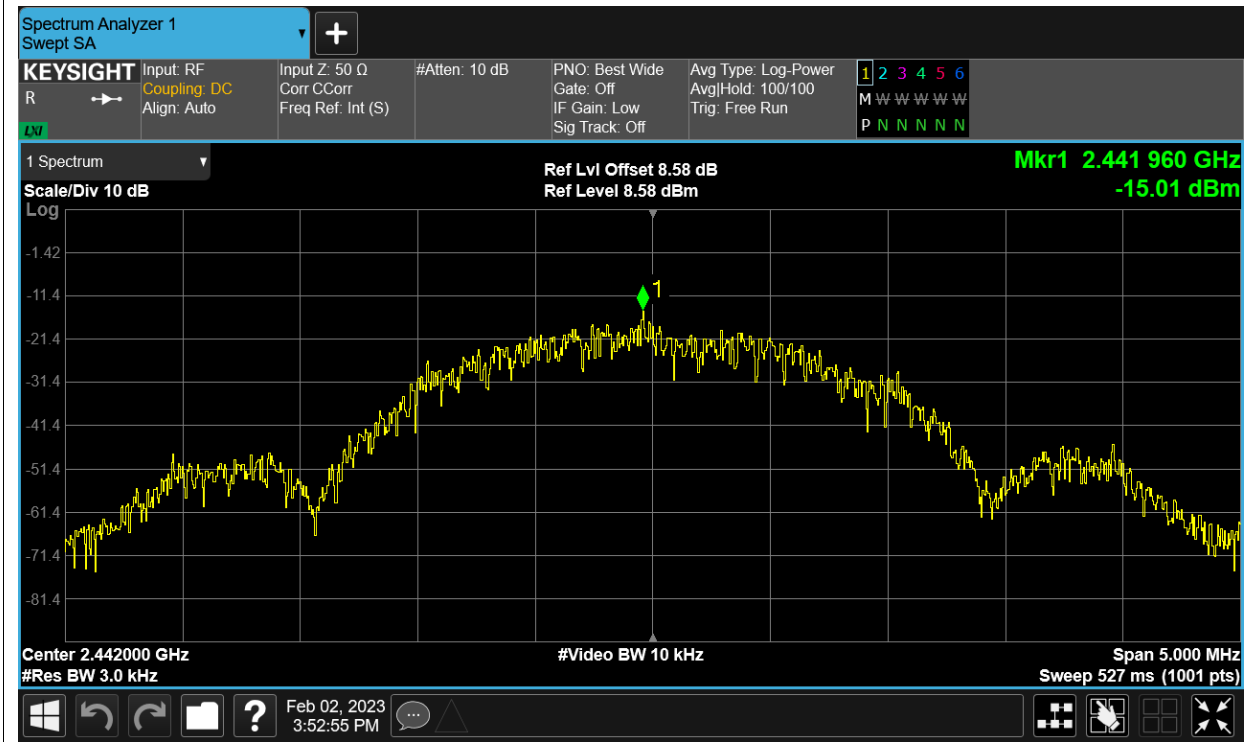 Spectrum Analyzer 1
Swept SA
KEYSIGHT
R
LXI
Input: RF
Coupling: DC
Align: Auto
Input Z: 50 Ω
Corr CCorr
Freq Ref: Int (S)
#Atten: 10 dB
PNO: Best Wide
Gate: Off
IF Gain: Low
Sig Track: Off
Avg Type: Log-Power
Avg|Hold: 100/100
Trig: Free Run
1 2 3 4 5 6
M W W W W W
P N N N N N
1 Spectrum
Scale/Div 10 dB
Ref Lvl Offset 8.58 dB
Ref Level 8.58 dBm
Mkr1 2.441 960 GHz
-15.01 dBm
Log
-1.42
-11.4
-21.4
-31.4
-41.4
-51.4
-61.4
-71.4
-81.4
1
Center 2.442000 GHz
#Res BW 3.0 kHz
#Video BW 10 kHz
Span 5.000 MHz
Sweep 527 ms (1001 pts)
?
Feb 02, 2023
3:52:55 PM